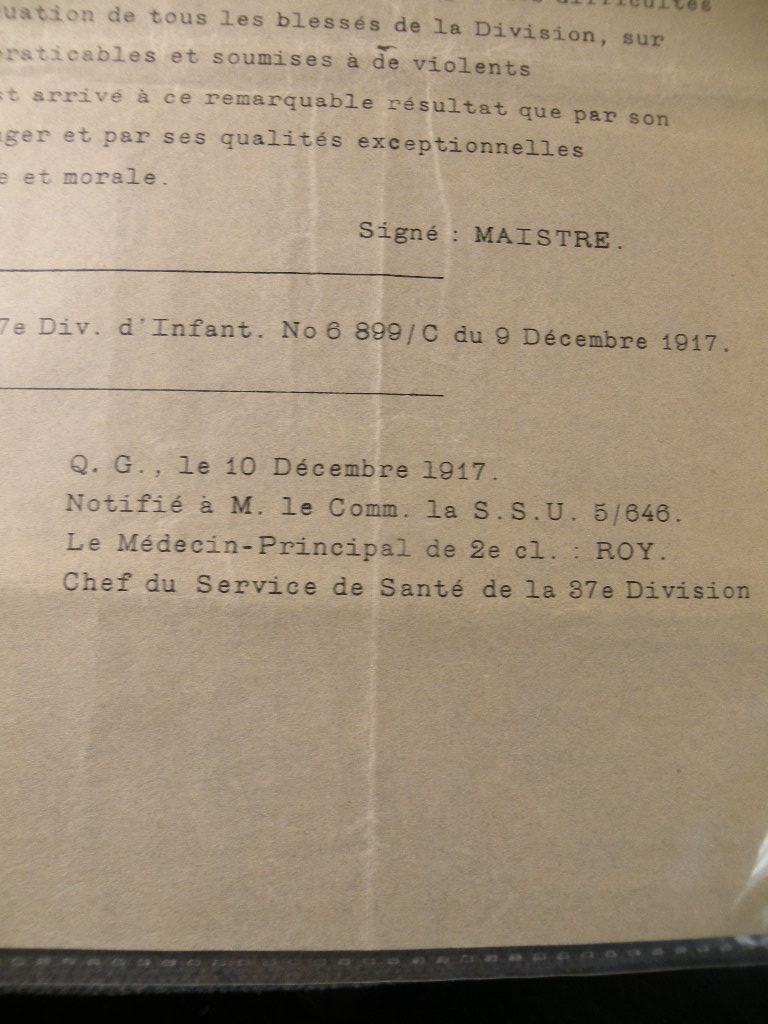 difficultés
uation de tous les blessés de la Division, sur
raticables et soumises à de violents
st arrivé à ce remarquable résultat que par son
ger et par ses qualités exceptionnelles
e et morale.
Signé : MAISTRE.
7e Div. d'Infant. No 6 899/C du 9 Décembre 1917.
Q. G., le 10 Décembre 1917.
Notifié à M. le Comm. la S.S.U. 5/646.
Le Médecin-Principal de 2e cl. : ROY.
Chef du Service de Santé de la 37e Division